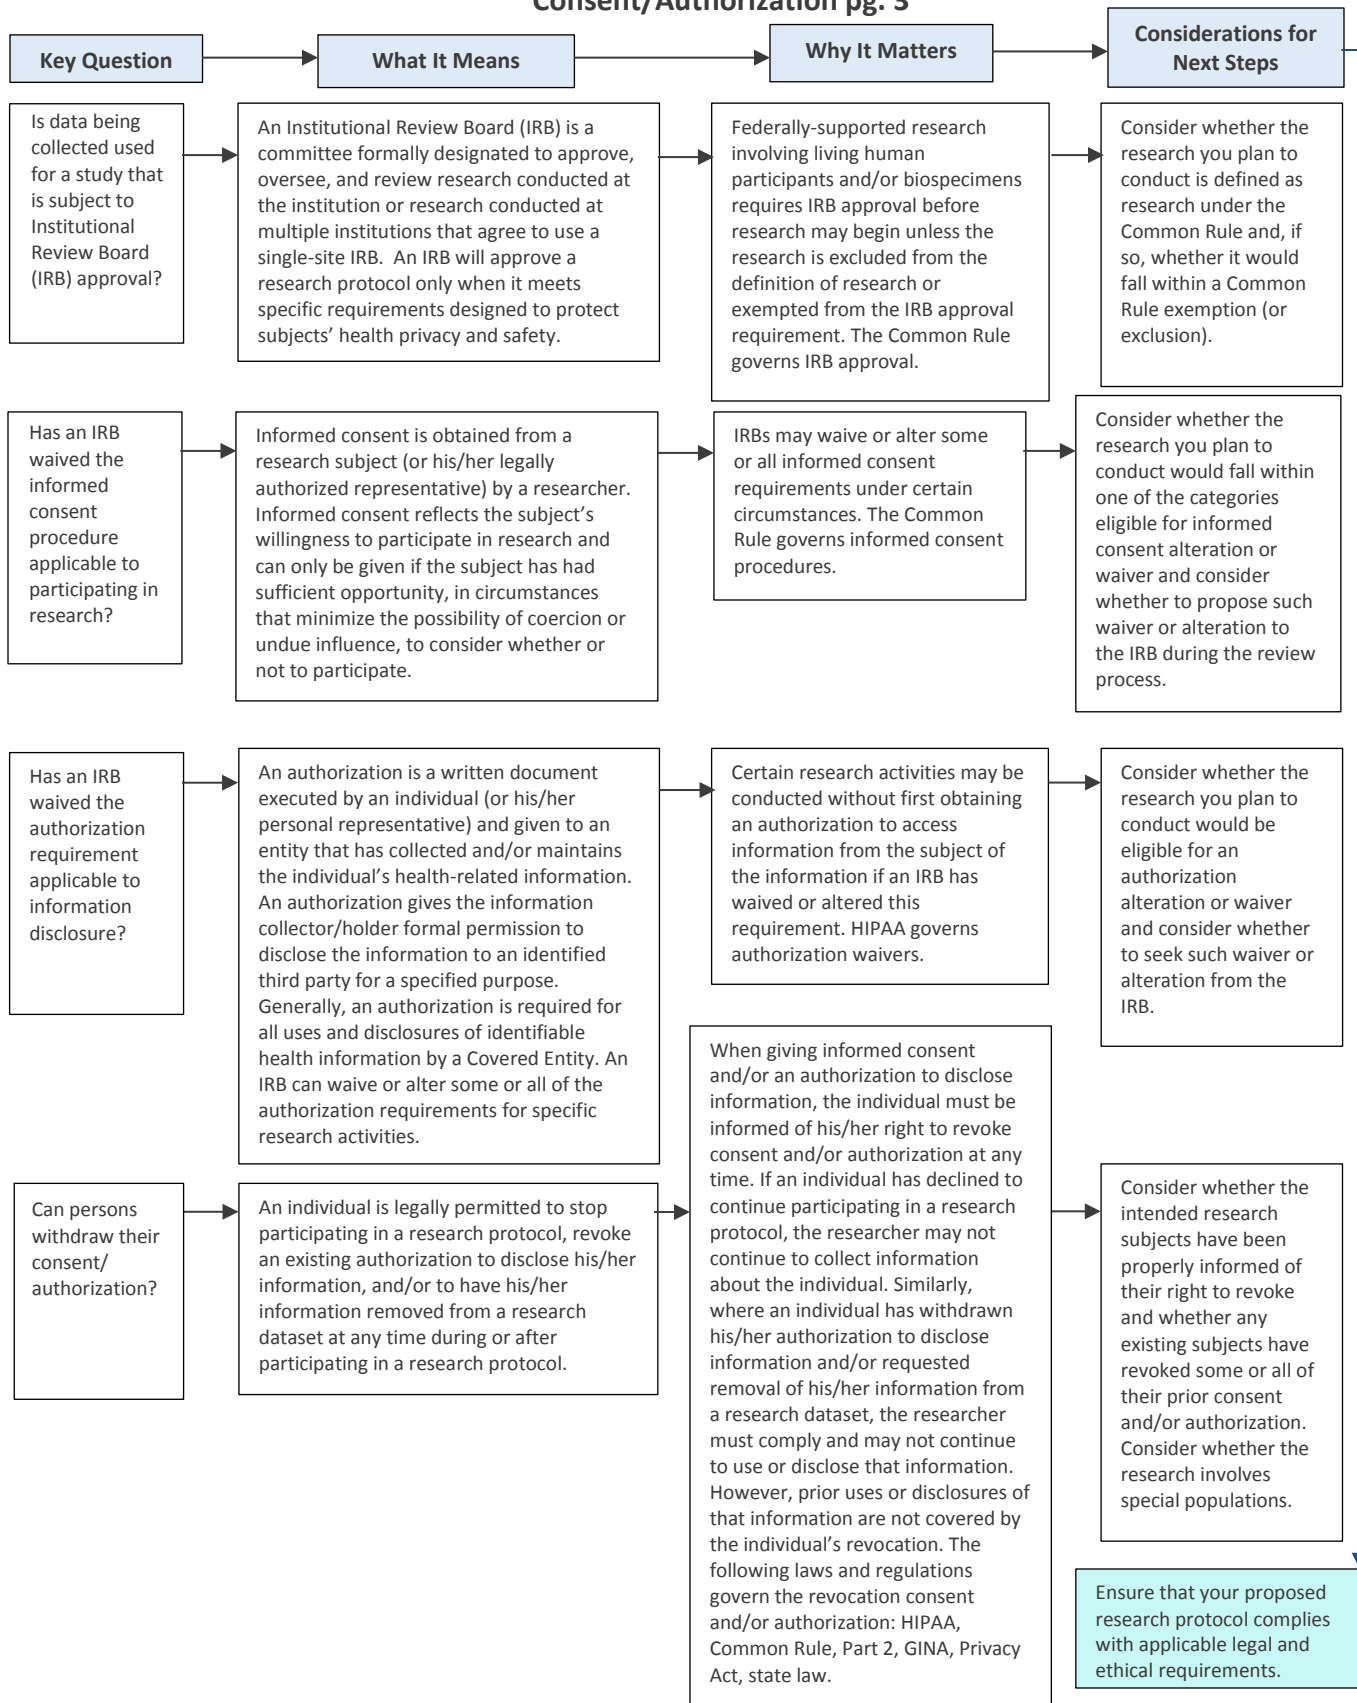 Consent/Authorization pg. 3
Key Question
What It Means
Why It Matters
Considerations for
Next Steps
Is data being
collected used
for a study that
is subject to
Institutional
Review Board
(IRB) approval?
An Institutional Review Board (IRB) is a
committee formally designated to approve,
oversee, and review research conducted at
the institution or research conducted at
multiple institutions that agree to use a
single-site IRB.  An IRB will approve a
research protocol only when it meets
specific requirements designed to protect
subjects’ health privacy and safety.
Federally-supported research
involving living human
participants and/or biospecimens
requires IRB approval before
research may begin unless the
research is excluded from the
definition of research or
exempted from the IRB approval
requirement. The Common Rule
governs IRB approval.
Consider whether the
research you plan to
conduct is defined as
research under the
Common Rule and, if
so, whether it would
fall within a Common
Rule exemption (or
exclusion).
Has an IRB
waived the
informed
consent
procedure
applicable to
participating in
research?
Informed consent is obtained from a
research subject (or his/her legally
authorized representative) by a researcher.
Informed consent reflects the subject’s
willingness to participate in research and
can only be given if the subject has had
sufficient opportunity, in circumstances
that minimize the possibility of coercion or
undue influence, to consider whether or
not to participate.
IRBs may waive or alter some
or all informed consent
requirements under certain
circumstances. The Common
Rule governs informed consent
procedures.
Consider whether the
research you plan to
conduct would fall within
one of the categories
eligible for informed
consent alteration or
waiver and consider
whether to propose such
waiver or alteration to
the IRB during the review
process.
Has an IRB
waived the
authorization
requirement
applicable to
information
disclosure?
An authorization is a written document
executed by an individual (or his/her
personal representative) and given to an
entity that has collected and/or maintains
the individual’s health-related information.
An authorization gives the information
collector/holder formal permission to
disclose the information to an identified
third party for a specified purpose.
Generally, an authorization is required for
all uses and disclosures of identifiable
health information by a Covered Entity. An
IRB can waive or alter some or all of the
authorization requirements for specific
research activities.
Certain research activities may be
conducted without first obtaining
an authorization to access
information from the subject of
the information if an IRB has
waived or altered this
requirement. HIPAA governs
authorization waivers.
Consider whether the
research you plan to
conduct would be
eligible for an
authorization
alteration or waiver
and consider whether
to seek such waiver or
alteration from the
IRB.
Can persons
withdraw their
consent/
authorization?
An individual is legally permitted to stop
participating in a research protocol, revoke
an existing authorization to disclose his/her
information, and/or to have his/her
information removed from a research
dataset at any time during or after
participating in a research protocol.
When giving informed consent
and/or an authorization to disclose
information, the individual must be
informed of his/her right to revoke
consent and/or authorization at any
time. If an individual has declined to
continue participating in a research
protocol, the researcher may not
continue to collect information
about the individual. Similarly,
where an individual has withdrawn
his/her authorization to disclose
information and/or requested
removal of his/her information from
a research dataset, the researcher
must comply and may not continue
to use or disclose that information.
However, prior uses or disclosures of
that information are not covered by
the individual’s revocation. The
following laws and regulations
govern the revocation consent
and/or authorization: HIPAA,
Common Rule, Part 2, GINA, Privacy
Act, state law.
Consider whether the
intended research
subjects have been
properly informed of
their right to revoke
and whether any
existing subjects have
revoked some or all of
their prior consent
and/or authorization.
Consider whether the
research involves
special populations.
Ensure that your proposed
research protocol complies
with applicable legal and
ethical requirements.